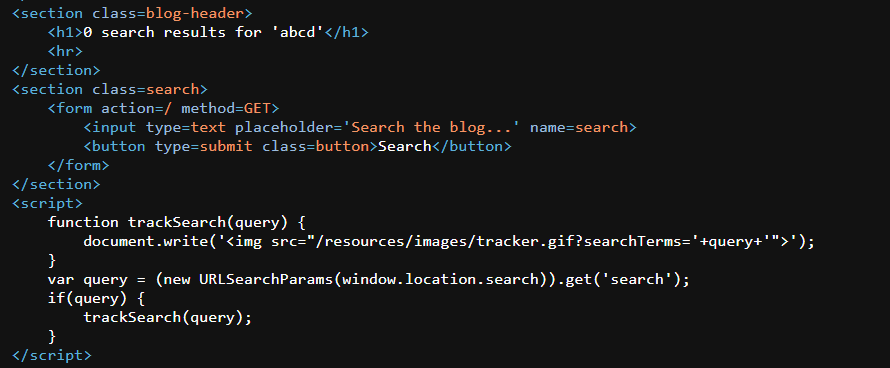 <section class=blog-header>
    <h1>0 search results for 'abcd'</h1>
    <hr>
</section>
<section class=search>
    <form action=/ method=GET>
        <input type=text placeholder='Search the blog...' name=search>
        <button type=submit class=button>Search</button>
    </form>
</section>
<script>
    function trackSearch(query) {
        document.write('<img src="/resources/images/tracker.gif?searchTerms='+query+'">');
    }
    var query = (new URLSearchParams(window.location.search)).get('search');
    if(query) {
        trackSearch(query);
    }
</script>